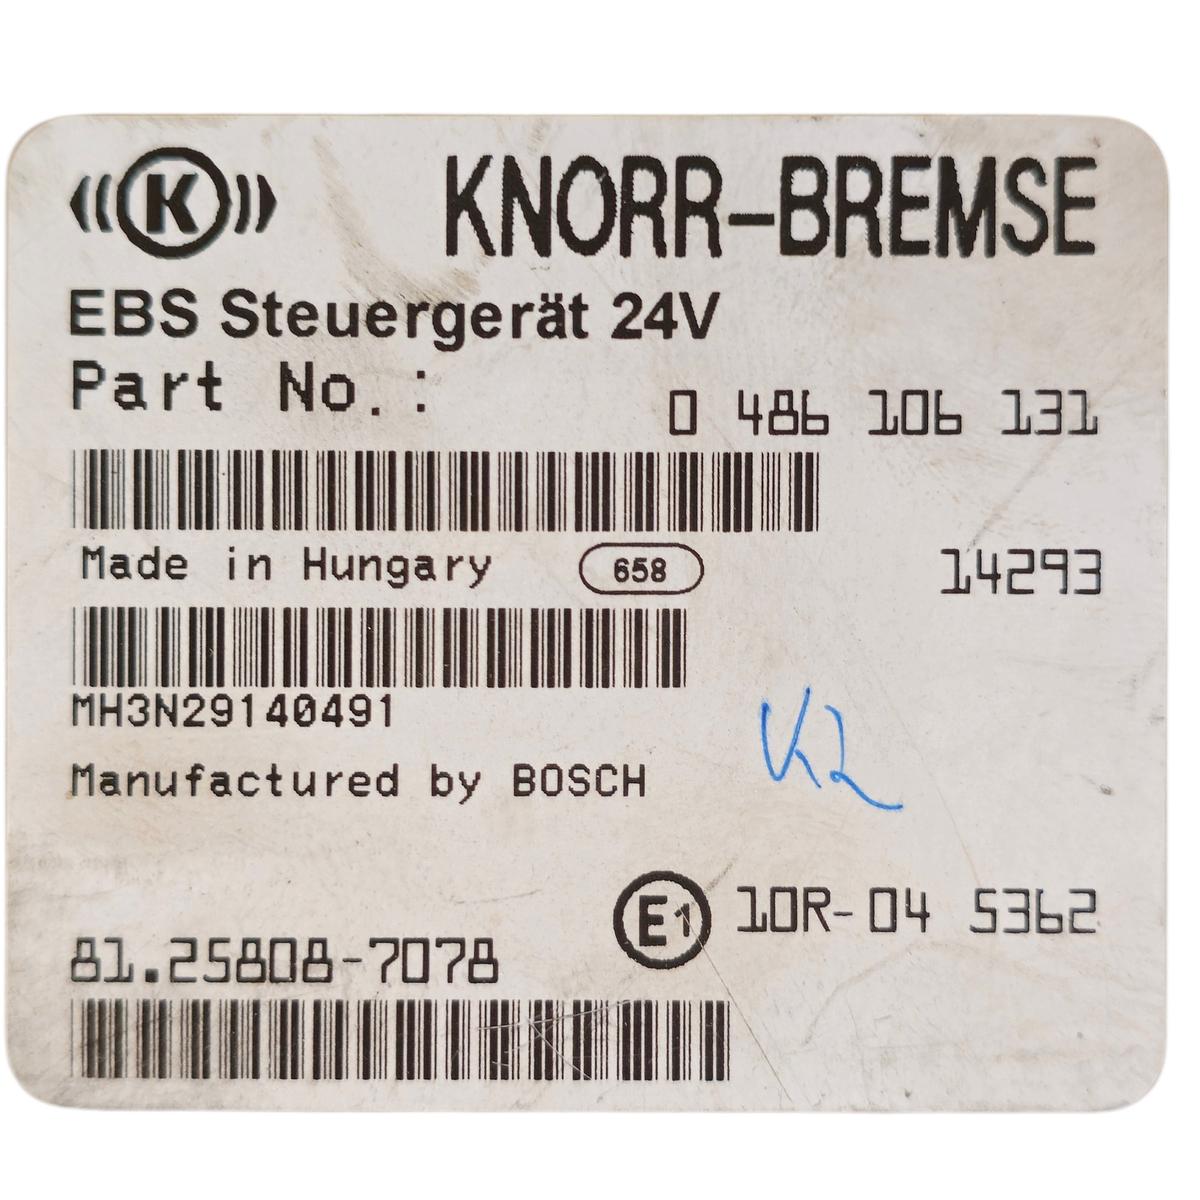 K KNORR-BREMSE
EBS Steuergerät 24V
Part No.: 0 486 106 131
Made in Hungary 658 14293
MH3N29140491
Manufactured by BOSCH
E1 10R-04 5362
81.25808-7078